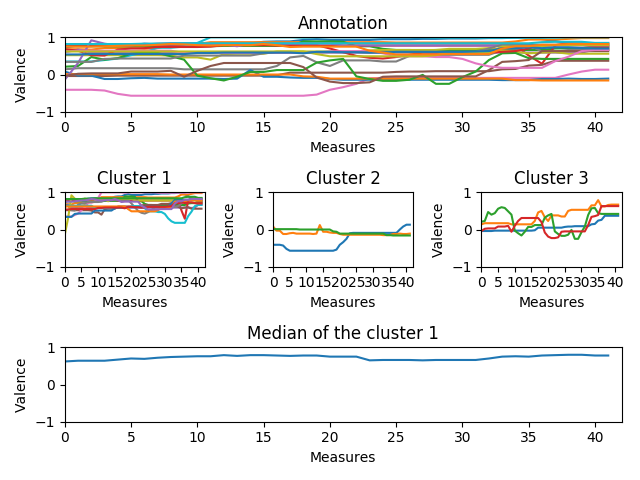 Annotation
1
0
−1
Valence
0 5 10 15 20 25 30 35 40
Measures
Cluster 1 Cluster 2 Cluster 3
1 1 1
0 0 0
−1 −1 −1
Valence Valence Valence
0 5 10 15 20 25 30 35 40 0 5 10 15 20 25 30 35 40 0 5 10 15 20 25 30 35 40
Measures Measures Measures
Median of the cluster 1
1
0
−1
Valence
0 5 10 15 20 25 30 35 40
Measures